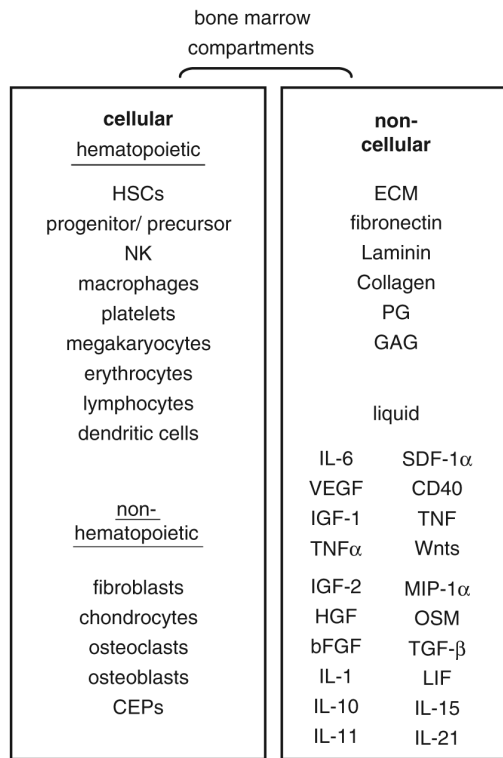 bone marrow
compartments
cellular
hematopoietic
HSCs
progenitor/ precursor
NK
macrophages
platelets
megakaryocytes
erythrocytes
lymphocytes
dendritic cells
non-
hematopoietic
fibroblasts
chondrocytes
osteoclasts
osteoblasts
CEPs
non-
cellular
ECM
fibronectin
Laminin
Collagen
PG
GAG
liquid
IL-6 SDF-1α
VEGF CD40
IGF-1 TNF
TNFα Wnts
IGF-2 MIP-1α
HGF OSM
bFGF TGF-β
IL-1 LIF
IL-10 IL-15
IL-11 IL-21